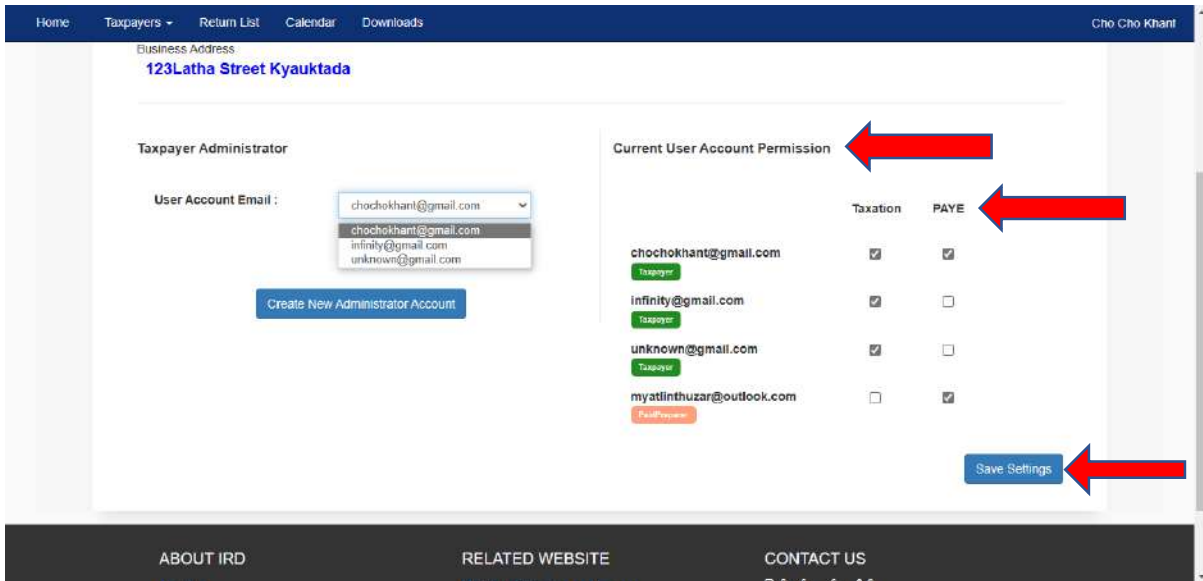 Home Taxpayers Return List Calendar Downloads Cho Cho Khant
Business Address
123Latha Street Kyauktada
Taxpayer Administrator
User Account Email :
chochokhant@gmail.com
chochokhant@gmail.com
infinity@gmail.com
unknown@gmail.com
Create New Administrator Account
Current User Account Permission
Taxation PAYE
chochokhant@gmail.com
Taxpayer
infinity@gmail.com
Taxpayer
unknown@gmail.com
Taxpayer
myatlinthuzar@outlook.com
PaidPreparer
Save Settings
ABOUT IRD RELATED WEBSITE CONTACT US